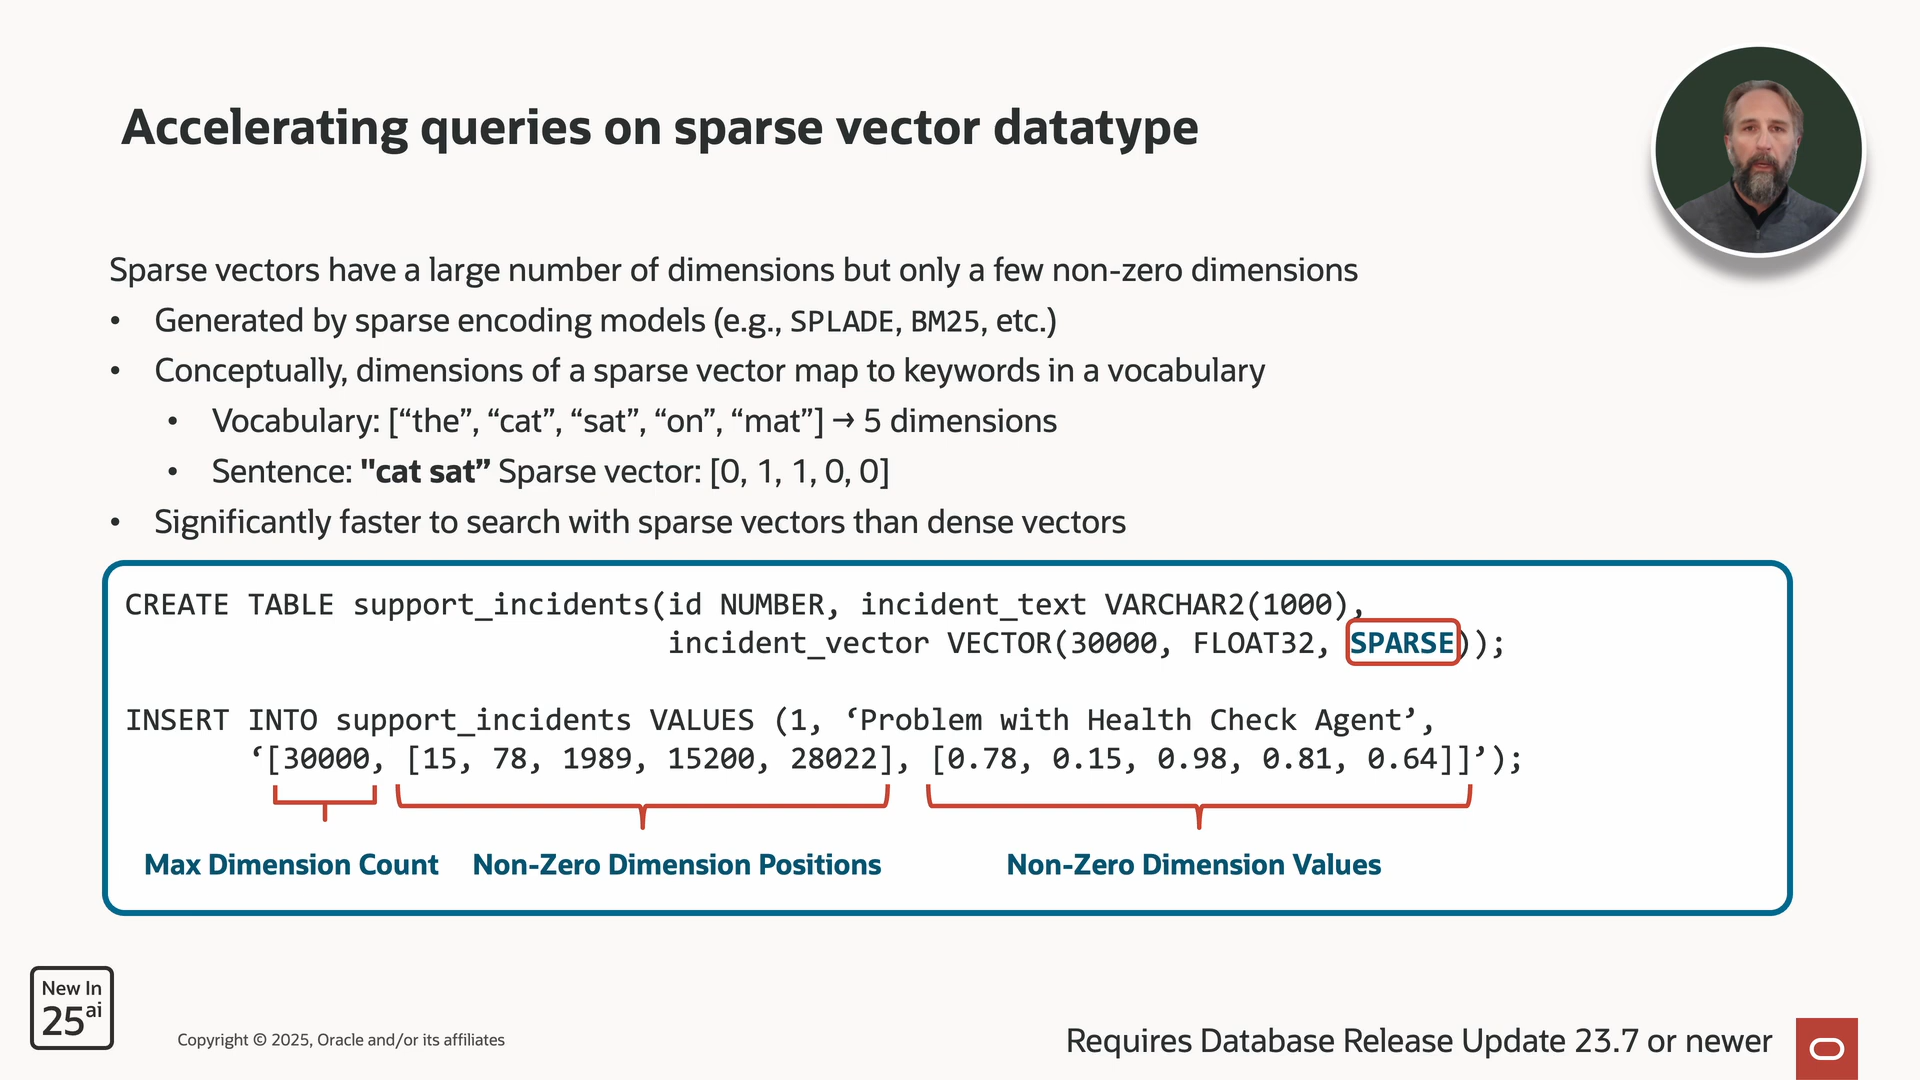 Accelerating queries on sparse vector datatype
Sparse vectors have a large number of dimensions but only a few non-zero dimensions
• Generated by sparse encoding models (e.g., SPLADE, BM25, etc.)
• Conceptually, dimensions of a sparse vector map to keywords in a vocabulary
• Vocabulary: [“the”, “cat”, “sat”, “on”, “mat”] → 5 dimensions
• Sentence: "cat sat” Sparse vector: [0, 1, 1, 0, 0]
• Significantly faster to search with sparse vectors than dense vectors
CREATE TABLE support_incidents(id NUMBER, incident_text VARCHAR2(1000),
incident_vector VECTOR(30000, FLOAT32, SPARSE));
INSERT INTO support_incidents VALUES (1, ‘Problem with Health Check Agent’,
‘[30000, [15, 78, 1989, 15200, 28022], [0.78, 0.15, 0.98, 0.81, 0.64]]’);
Max Dimension Count Non-Zero Dimension Positions Non-Zero Dimension Values
New In
25ai
Copyright © 2025, Oracle and/or its affiliates
Requires Database Release Update 23.7 or newer